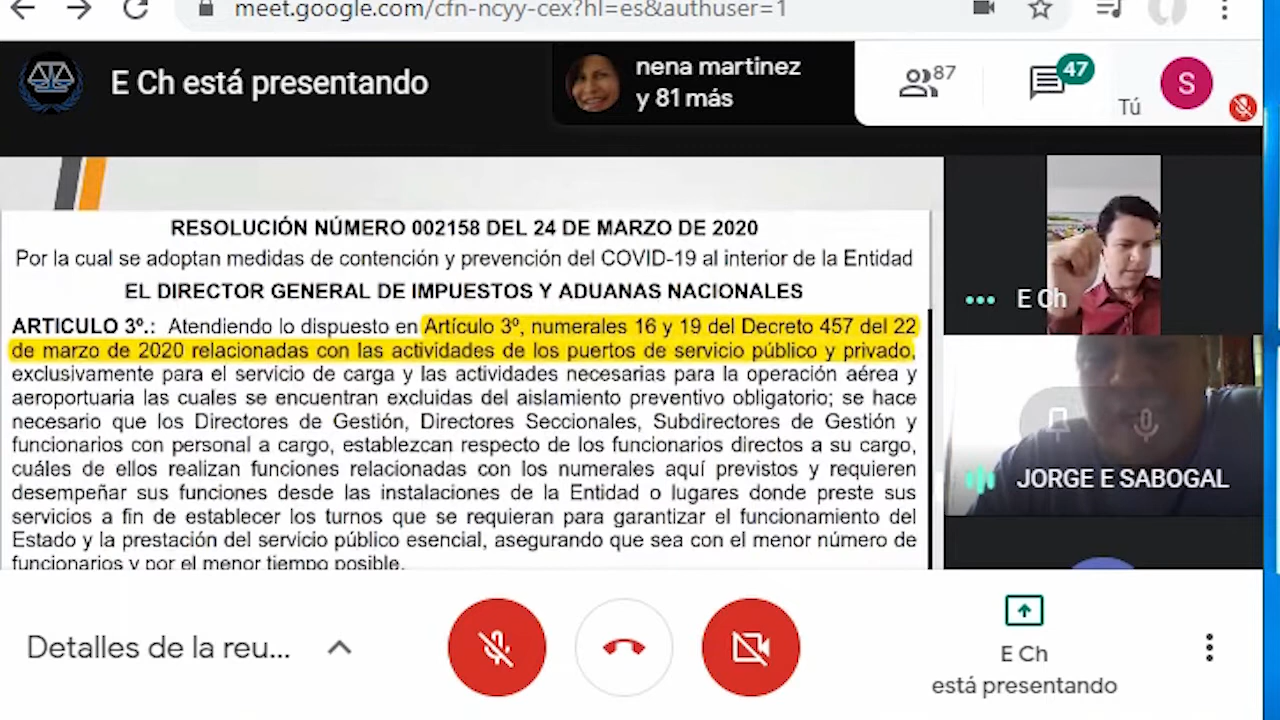 meet.google.com/cfn-ncyy-cex?hl=es&authuser=1
E Ch está presentando
nena martinez
y 81 más
87
47
Tú
S
RESOLUCIÓN NÚMERO 002158 DEL 24 DE MARZO DE 2020
Por la cual se adoptan medidas de contención y prevención del COVID-19 al interior de la Entidad
EL DIRECTOR GENERAL DE IMPUESTOS Y ADUANAS NACIONALES
ARTICULO 3º.: Atendiendo lo dispuesto en Artículo 3º, numerales 16 y 19 del Decreto 457 del 22
de marzo de 2020 relacionadas con las actividades de los puertos de servicio público y privado,
exclusivamente para el servicio de carga y las actividades necesarias para la operación aérea y
aeroportuaria las cuales se encuentran excluidas del aislamiento preventivo obligatorio; se hace
necesario que los Directores de Gestión, Directores Seccionales, Subdirectores de Gestión y
funcionarios con personal a cargo, establezcan respecto de los funcionarios directos a su cargo,
cuáles de ellos realizan funciones relacionadas con los numerales aquí previstos y requieren
desempeñar sus funciones desde las instalaciones de la Entidad o lugares donde preste sus
servicios a fin de establecer los turnos que se requieran para garantizar el funcionamiento del
Estado y la prestación del servicio público esencial, asegurando que sea con el menor número de
funcionarios y por el menor tiempo posible.
E Ch
JORGE E SABOGAL
Detalles de la reu...
E Ch
está presentando